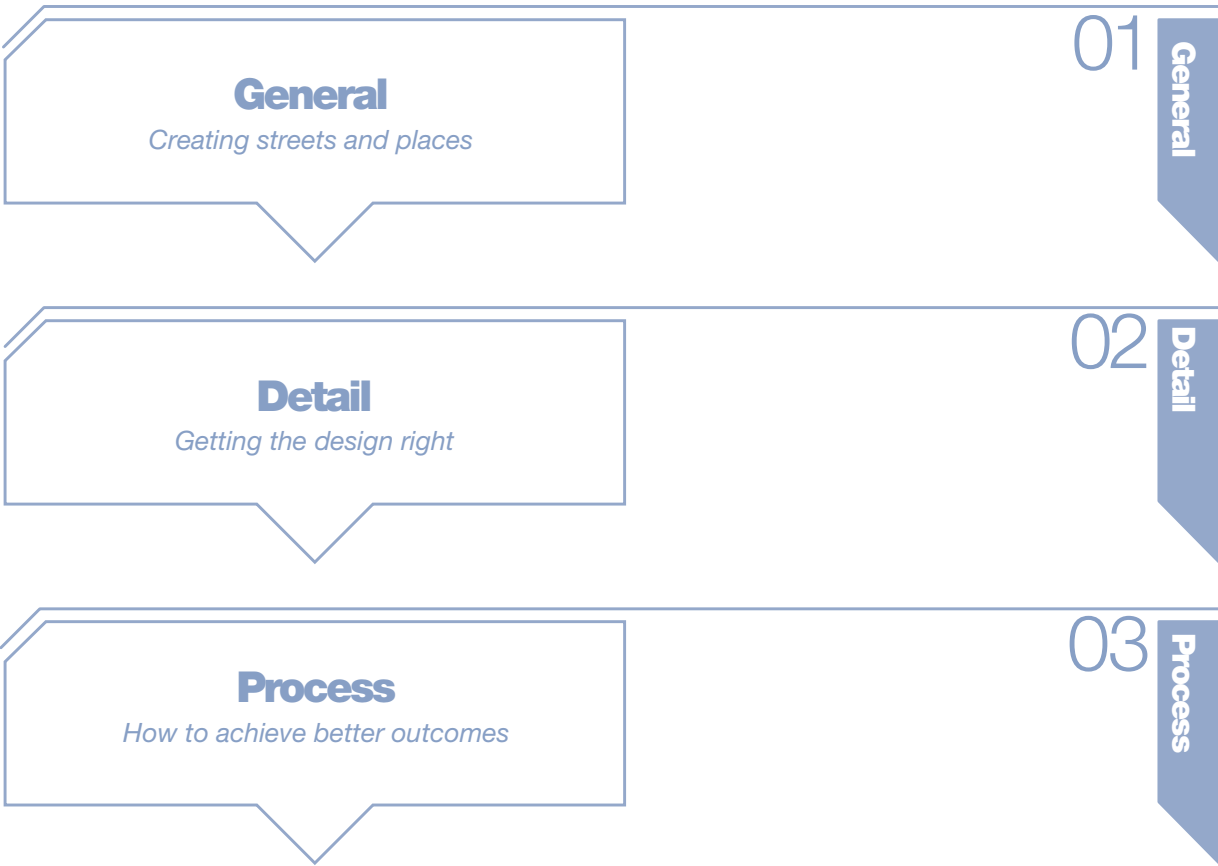 General
Creating streets and places
01
General
Detail
Getting the design right
02
Detail
Process
How to achieve better outcomes
03
Process